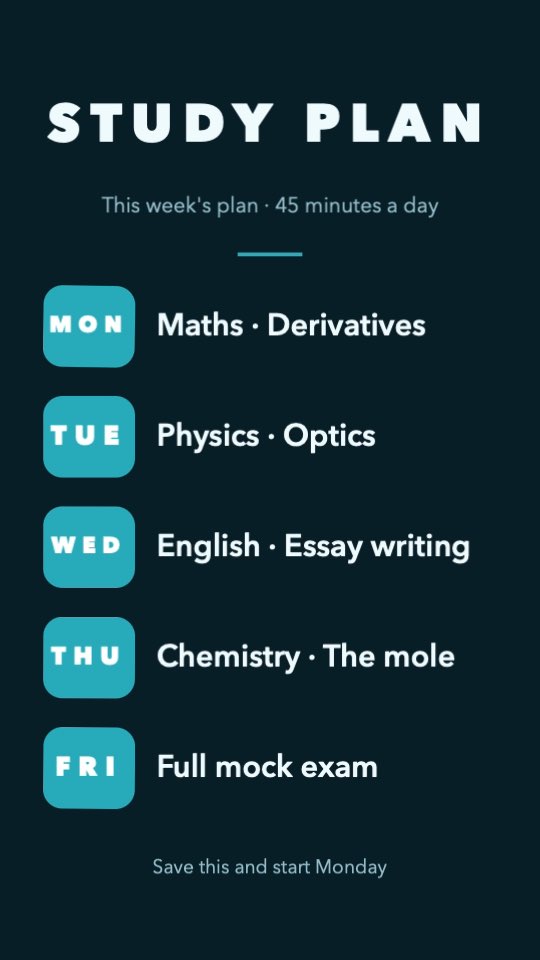 STUDY PLAN
This week's plan · 45 minutes a day
MON Maths · Derivatives
TUE Physics · Optics
WED English · Essay writing
THU Chemistry · The mole
FRI Full mock exam
Save this and start Monday